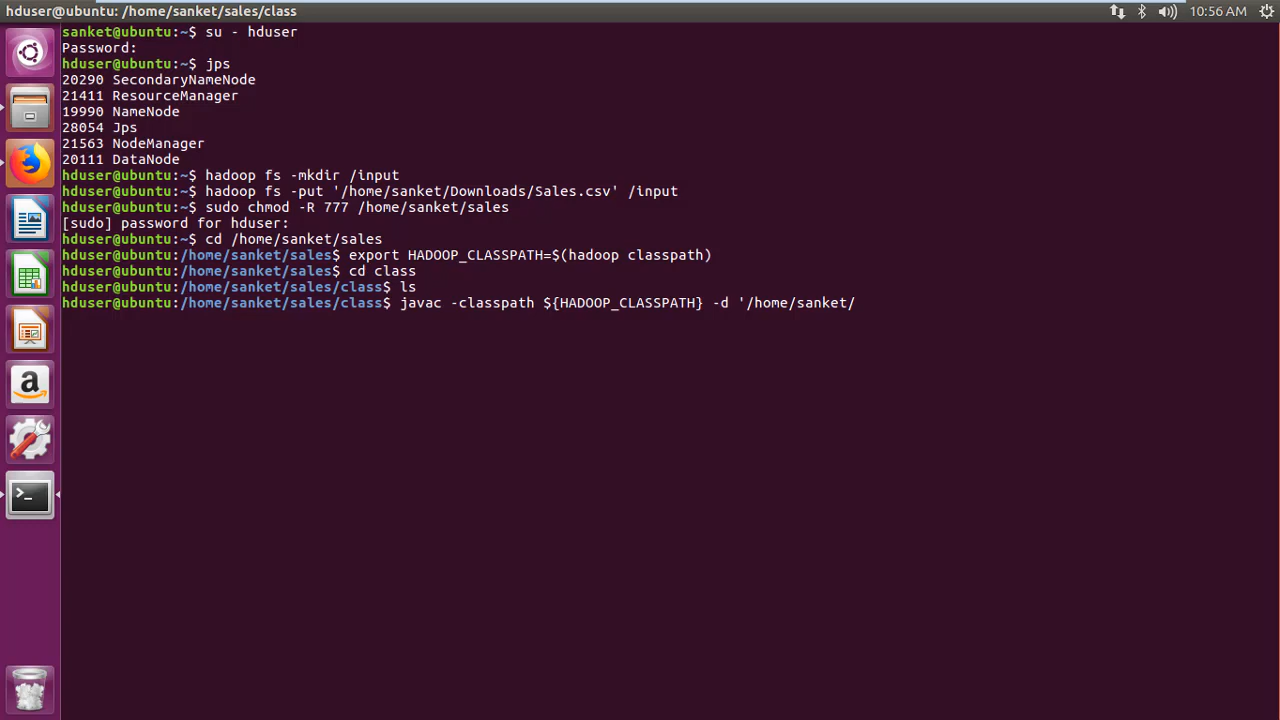 hduser@ubuntu: /home/sanket/sales/class
10:56 AM
sanket@ubuntu:~$ su - hduser
Password:
hduser@ubuntu:~$ jps
20290 SecondaryNameNode
21411 ResourceManager
19990 NameNode
28054 Jps
21563 NodeManager
20111 DataNode
hduser@ubuntu:~$ hadoop fs -mkdir /input
hduser@ubuntu:~$ hadoop fs -put '/home/sanket/Downloads/Sales.csv' /input
hduser@ubuntu:~$ sudo chmod -R 777 /home/sanket/sales
[sudo] password for hduser:
hduser@ubuntu:~$ cd /home/sanket/sales
hduser@ubuntu:/home/sanket/sales$ export HADOOP_CLASSPATH=$(hadoop classpath)
hduser@ubuntu:/home/sanket/sales$ cd class
hduser@ubuntu:/home/sanket/sales/class$ ls
hduser@ubuntu:/home/sanket/sales/class$ javac -classpath ${HADOOP_CLASSPATH} -d '/home/sanket/